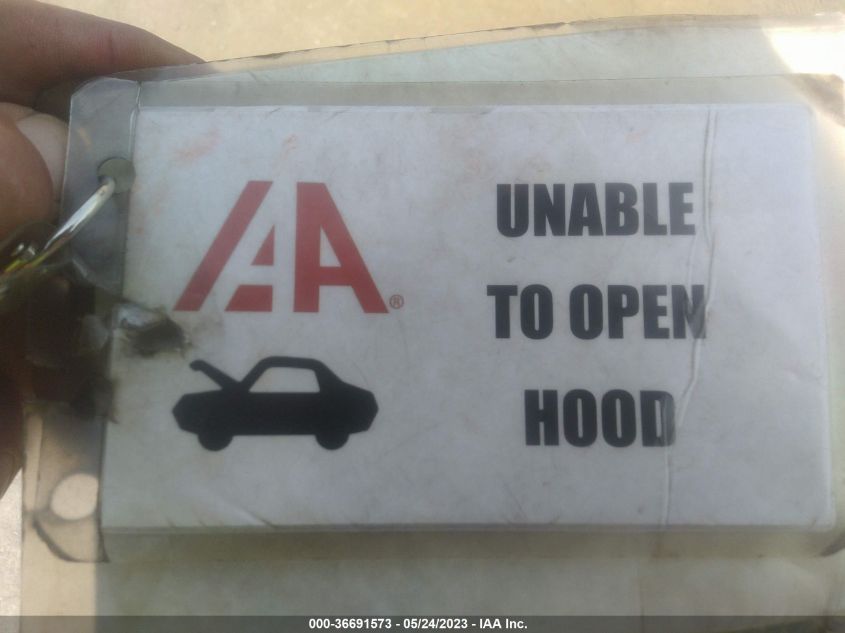 IAA®
UNABLE
TO OPEN
HOOD
000-36691573 - 05/24/2023 - IAA Inc.